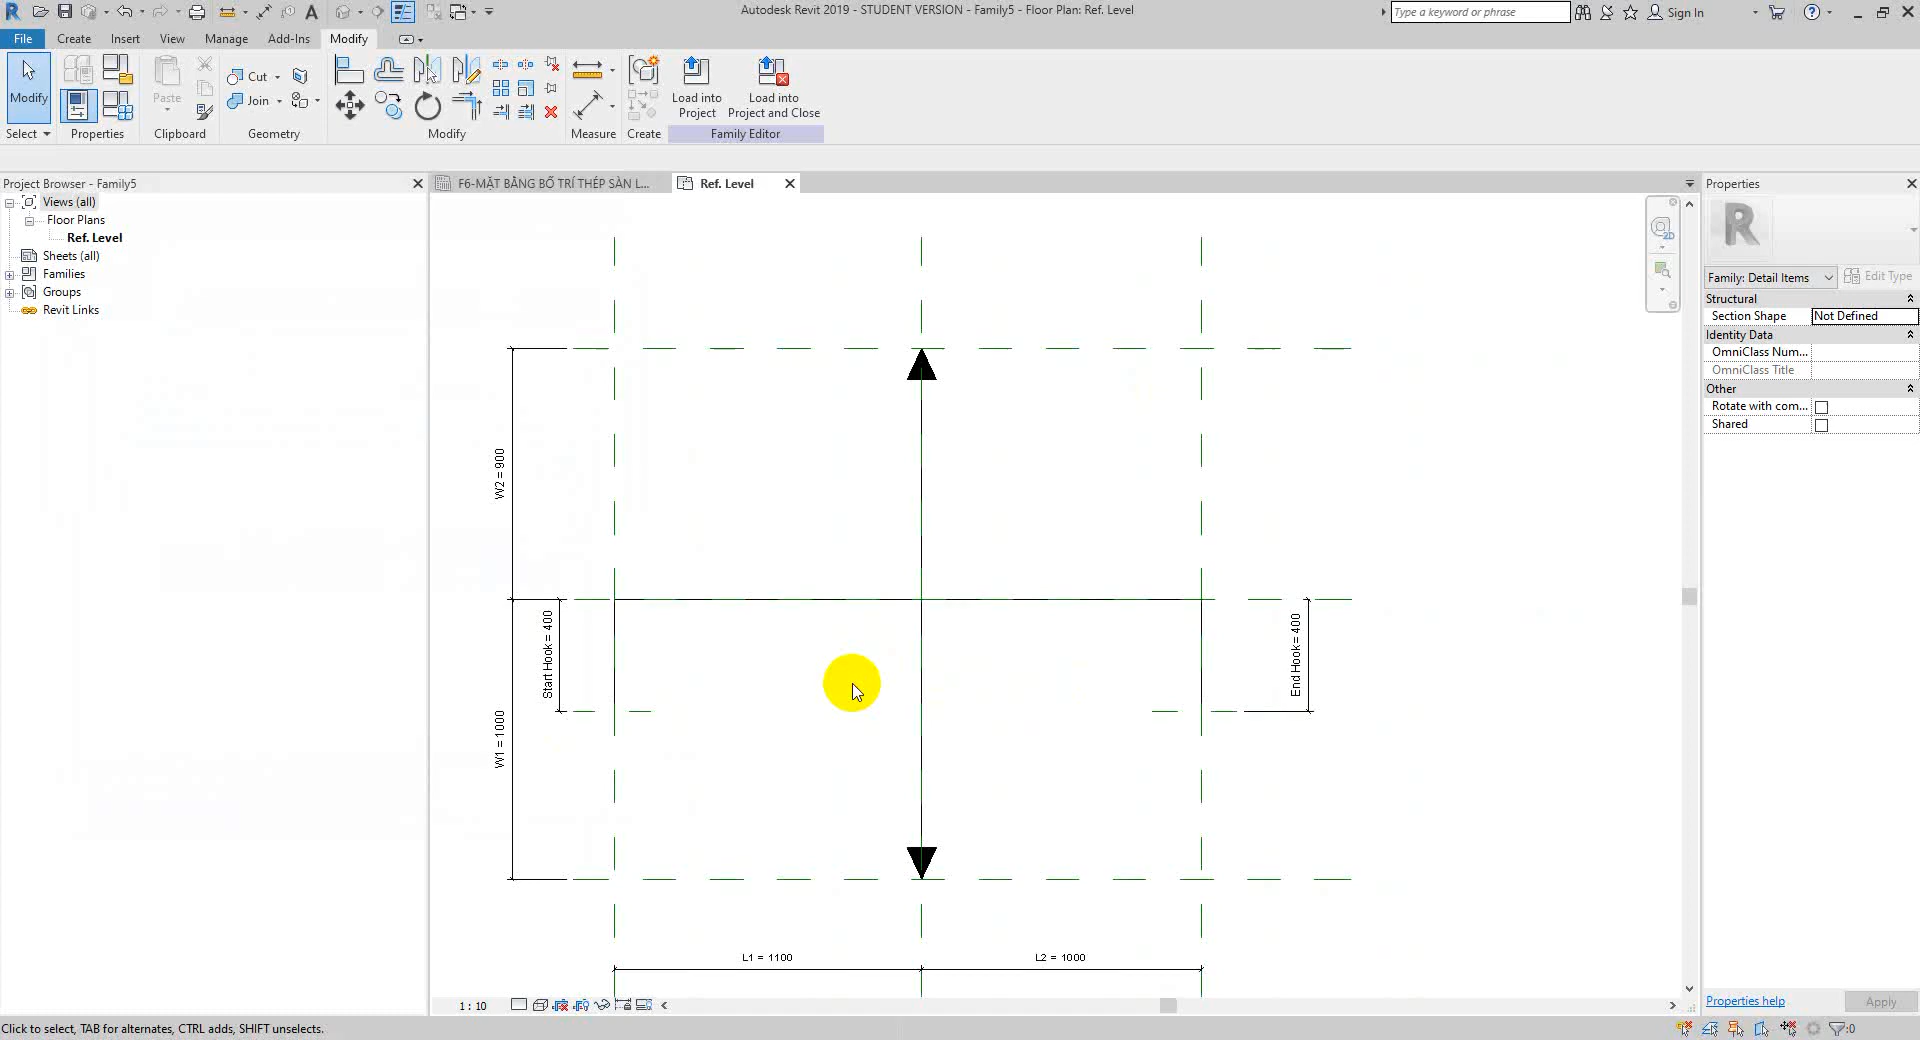 Autodesk Revit 2019 - STUDENT VERSION - Family5 - Floor Plan: Ref. Level
Type a keyword or phrase
Sign In
File
Create
Insert
View
Manage
Add-Ins
Modify
Modify
Paste
Cut
Join
Load into
Project
Load into
Project and Close
Select
Properties
Clipboard
Geometry
Modify
Measure
Create
Family Editor
Project Browser - Family5
F6-MẶT BẰNG BỐ TRÍ THÉP SÀN L...
Ref. Level
Properties
Views (all)
Floor Plans
Ref. Level
Sheets (all)
Families
Groups
Revit Links
2D
R
Family: Detail Items
Edit Type
Structural
Section Shape
Not Defined
Identity Data
OmniClass Num...
OmniClass Title
Other
Rotate with com...
Shared
W2 = 900
Start Hook = 400
End Hook = 400
W1 = 1000
L1 = 1100
L2 = 1000
1 : 10
Properties help
Apply
Click to select, TAB for alternates, CTRL adds, SHIFT unselects.
:0